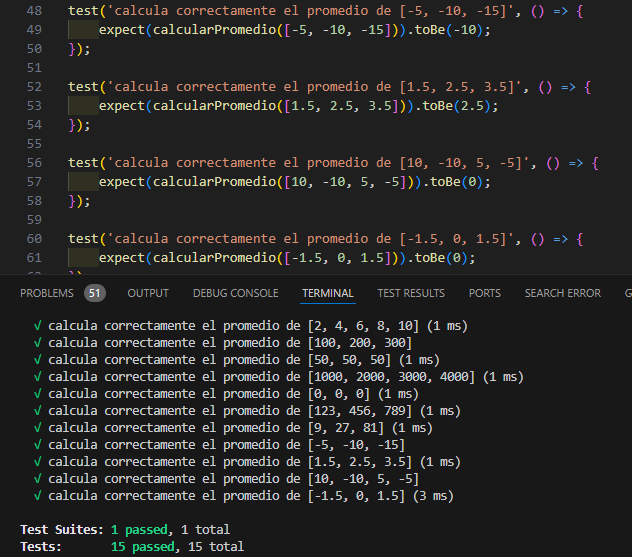 48 test('calcula correctamente el promedio de [-5, -10, -15]', () => {
49 expect(calcularPromedio([-5, -10, -15])).toBe(-10);
50 });
51
52 test('calcula correctamente el promedio de [1.5, 2.5, 3.5]', () => {
53 expect(calcularPromedio([1.5, 2.5, 3.5])).toBe(2.5);
54 });
55
56 test('calcula correctamente el promedio de [10, -10, 5, -5]', () => {
57 expect(calcularPromedio([10, -10, 5, -5])).toBe(0);
58 });
59
60 test('calcula correctamente el promedio de [-1.5, 0, 1.5]', () => {
61 expect(calcularPromedio([-1.5, 0, 1.5])).toBe(0);
PROBLEMS 51 OUTPUT DEBUG CONSOLE TERMINAL TEST RESULTS PORTS SEARCH ERROR G
√ calcula correctamente el promedio de [2, 4, 6, 8, 10] (1 ms)
√ calcula correctamente el promedio de [100, 200, 300]
√ calcula correctamente el promedio de [50, 50, 50] (1 ms)
√ calcula correctamente el promedio de [1000, 2000, 3000, 4000] (1 ms)
√ calcula correctamente el promedio de [0, 0, 0] (1 ms)
√ calcula correctamente el promedio de [123, 456, 789] (1 ms)
√ calcula correctamente el promedio de [9, 27, 81] (1 ms)
√ calcula correctamente el promedio de [-5, -10, -15]
√ calcula correctamente el promedio de [1.5, 2.5, 3.5] (1 ms)
√ calcula correctamente el promedio de [10, -10, 5, -5]
√ calcula correctamente el promedio de [-1.5, 0, 1.5] (3 ms)
Test Suites: 1 passed, 1 total
Tests: 15 passed, 15 total